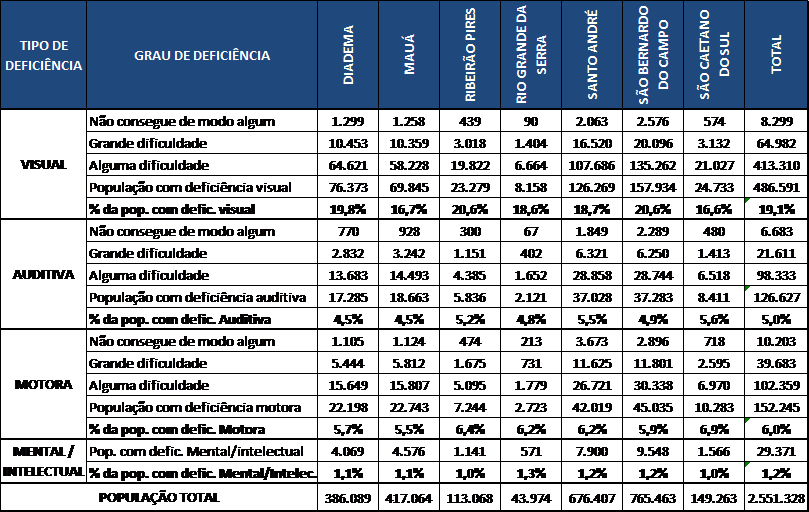 TIPO DE DEFICIÊNCIA GRAU DE DEFICIÊNCIA DIADEMA MAUÁ RIBEIRÃO PIRES RIO GRANDE DA SERRA SANTO ANDRÉ SÃO BERNARDO DO CAMPO SÃO CAETANO DO SUL TOTAL
Não consegue de modo algum 1.299 1.258 439 90 2.063 2.576 574 8.299
Grande dificuldade 10.453 10.359 3.018 1.404 16.520 20.096 3.132 64.982
VISUAL Alguma dificuldade 64.621 58.228 19.822 6.664 107.686 135.262 21.027 413.310
População com deficiência visual 76.373 69.845 23.279 8.158 126.269 157.934 24.733 486.591
% da pop. com defic. visual 19,8% 16,7% 20,6% 18,6% 18,7% 20,6% 16,6% 19,1%
Não consegue de modo algum 770 928 300 67 1.849 2.289 480 6.683
Grande dificuldade 2.832 3.242 1.151 402 6.321 6.250 1.413 21.611
AUDITIVA Alguma dificuldade 13.683 14.493 4.385 1.652 28.858 28.744 6.518 98.333
População com deficiência auditiva 17.285 18.663 5.836 2.121 37.028 37.283 8.411 126.627
% da pop. com defic. Auditiva 4,5% 4,5% 5,2% 4,8% 5,5% 4,9% 5,6% 5,0%
Não consegue de modo algum 1.105 1.124 474 213 3.673 2.896 718 10.203
Grande dificuldade 5.444 5.812 1.675 731 11.625 11.801 2.595 39.683
MOTORA Alguma dificuldade 15.649 15.807 5.095 1.779 26.721 30.338 6.970 102.359
População com deficiência motora 22.198 22.743 7.244 2.723 42.019 45.035 10.283 152.245
% da pop. com defic. Motora 5,7% 5,5% 6,4% 6,2% 6,2% 5,9% 6,9% 6,0%
MENTAL / INTELECTUAL Pop. com defic. Mental/intelectual 4.069 4.576 1.141 571 7.900 9.548 1.566 29.371
% da pop. com defic. Mental/Intelec. 1,1% 1,1% 1,0% 1,3% 1,2% 1,2% 1,0% 1,2%
POPULAÇÃO TOTAL 386.089 417.064 113.068 43.974 676.407 765.463 149.263 2.551.328